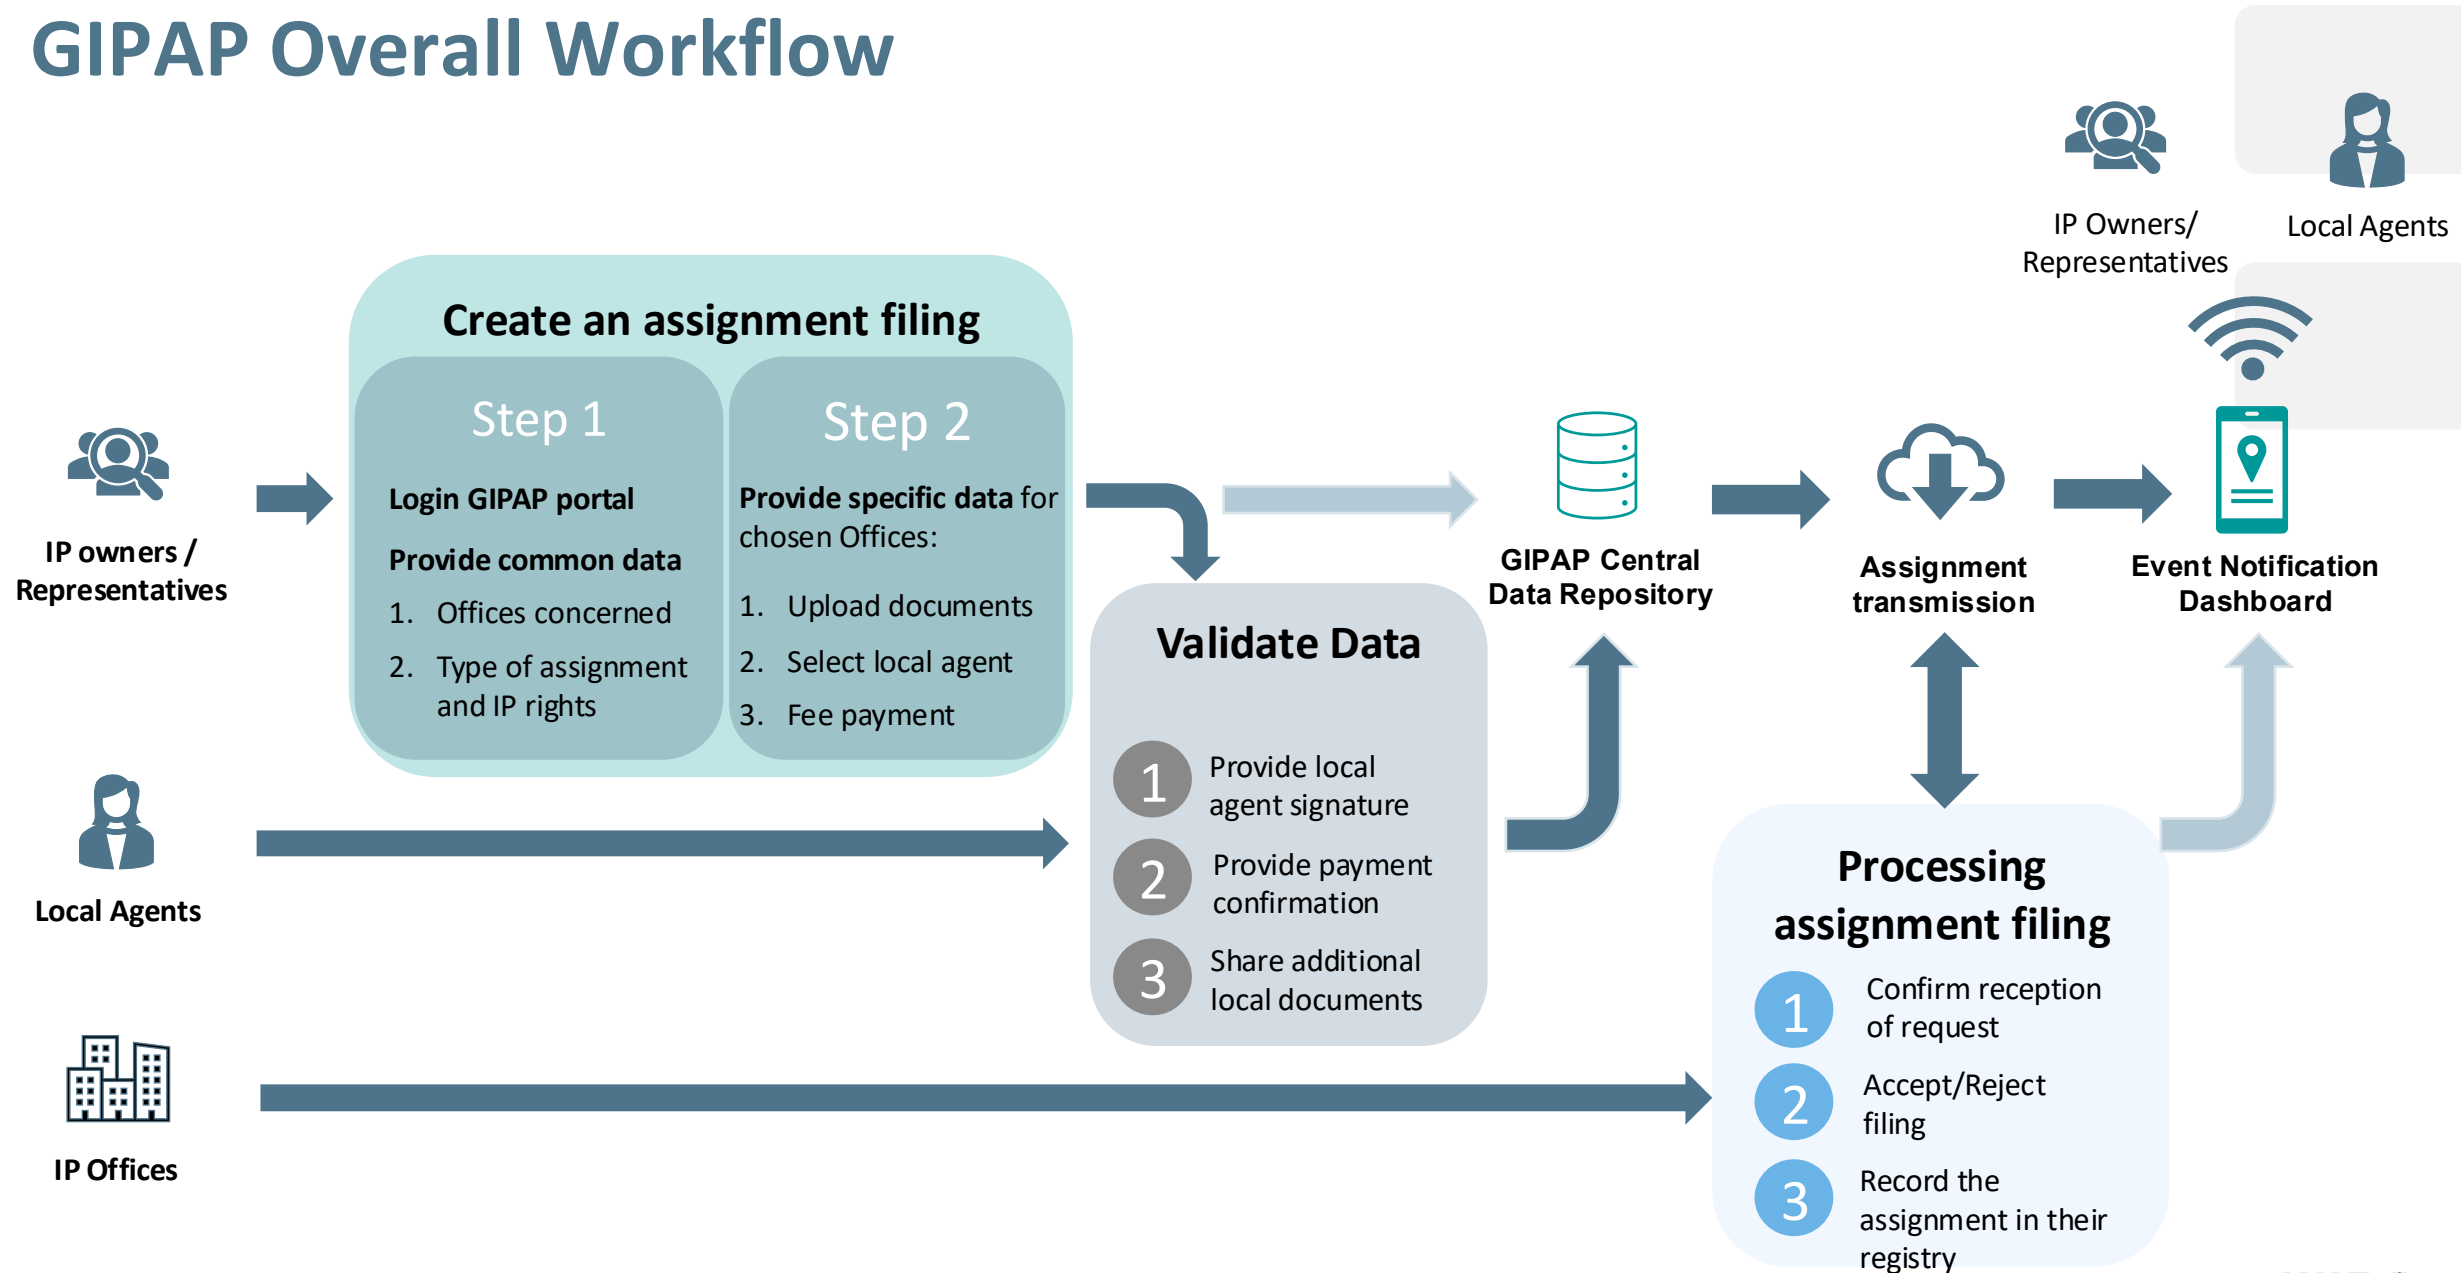 GIPAP Overall Workflow
IP Owners/
Representatives
Local Agents
Create an assignment filing
Step 1
Login GIPAP portal
Provide common data
1. Offices concerned
2. Type of assignment
and IP rights
Step 2
Provide specific data for
chosen Offices:
1. Upload documents
2. Select local agent
3. Fee payment
IP owners /
Representatives
GIPAP Central
Data Repository
Assignment
transmission
Event Notification
Dashboard
Validate Data
1 Provide local
agent signature
2 Provide payment
confirmation
3 Share additional
local documents
Local Agents
Processing
assignment filing
1 Confirm reception
of request
2 Accept/Reject
filing
3 Record the
assignment in their
registry
IP Offices